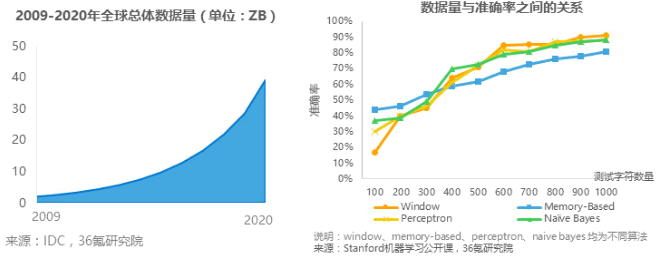 2009-2020年全球总体数据量（单位：ZB）
50
40
30
20
10
0
2009
2020
来源：IDC，36氪研究院
数据量与准确率之间的关系
准确率
100%
90%
80%
70%
60%
50%
40%
30%
20%
10%
0%
测试字符数量
100 200 300 400 500 600 700 800 900 1000
Window
Memory-Based
Perceptron
Naive Bayes
说明：window、memory-based、perceptron、naive bayes 均为不同算法
来源：Stanford机器学习公开课，36氪研究院